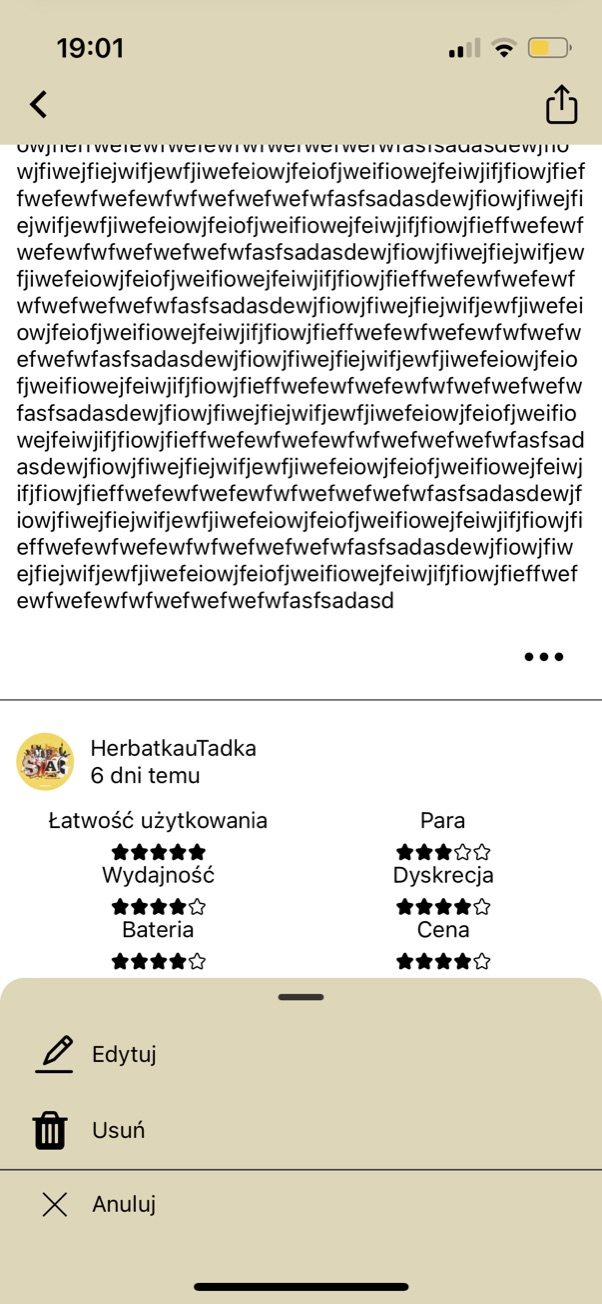 19:01
owjfieffwefewfwefewfwfwefwefwefwfasfsadasdewjfio
wjfiwejfiejwifjewfjiwefeiowjfeiofjweifiowejfeiwjifjfiowjfief
fwefewfwefewfwfwefwefwefwfasfsadasdewjfiowjfiwejfi
ejwifjewfjiwefeiowjfeiofjweifiowejfeiwjifjfiowjfieffwefewf
wefewfwfwefwefwefwfasfsadasdewjfiowjfiwejfiejwifjew
fjiwefeiowjfeiofjweifiowejfeiwjifjfiowjfieffwefewfwefewf
wfwefwefwefwfasfsadasdewjfiowjfiwejfiejwifjewfjiwefei
owjfeiofjweifiowejfeiwjifjfiowjfieffwefewfwefewfwfwefw
efwefwfasfsadasdewjfiowjfiwejfiejwifjewfjiwefeiowjfeio
fjweifiowejfeiwjifjfiowjfieffwefewfwefewfwfwefwefwefw
fasfsadasdewjfiowjfiwejfiejwifjewfjiwefeiowjfeiofjweifio
wejfeiwjifjfiowjfieffwefewfwefewfwfwefwefwefwfasfsad
asdewjfiowjfiwejfiejwifjewfjiwefeiowjfeiofjweifiowejfeiwj
ifjfiowjfieffwefewfwefewfwfwefwefwefwfasfsadasdewjf
iowjfiwejfiejwifjewfjiwefeiowjfeiofjweifiowejfeiwjifjfiowjfi
effwefewfwefewfwfwefwefwefwfasfsadasdewjfiowjfiw
ejfiejwifjewfjiwefeiowjfeiofjweifiowejfeiwjifjfiowjfieffwef
ewfwefewfwfwefwefwefwfasfsadasd
HerbatkauTadka
6 dni temu
Łatwość użytkowania
Para
Wydajność
Dyskrecja
Bateria
Cena
Edytuj
Usuń
Anuluj